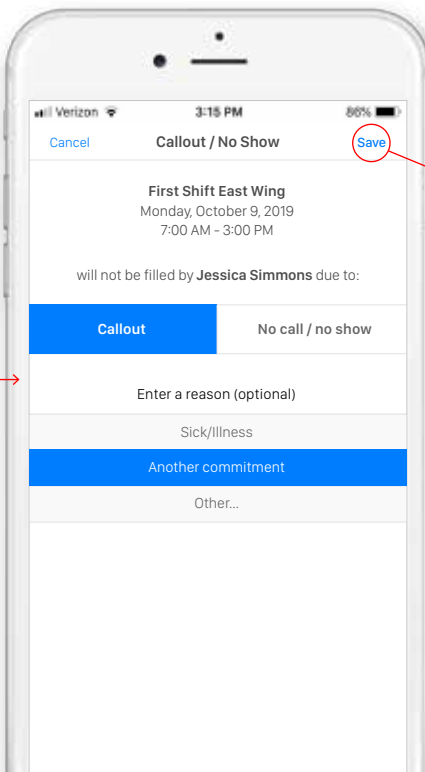 Verizon 3:15 PM 86%
Cancel Callout / No Show Save
First Shift East Wing
Monday, October 9, 2019
7:00 AM - 3:00 PM
will not be filled by Jessica Simmons due to:
Callout No call / no show
Enter a reason (optional)
Sick/Illness
Another commitment
Other...